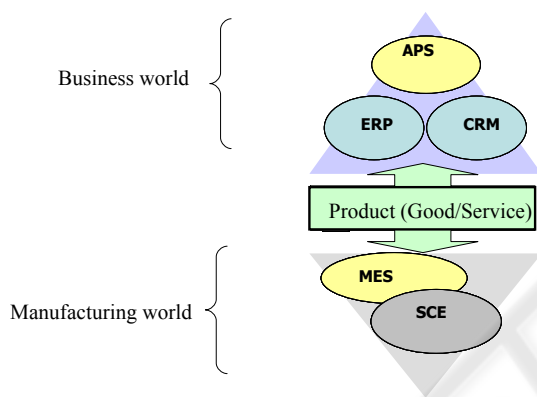 APS
Business world
ERP
CRM
Product (Good/Service)
MES
Manufacturing world
SCE